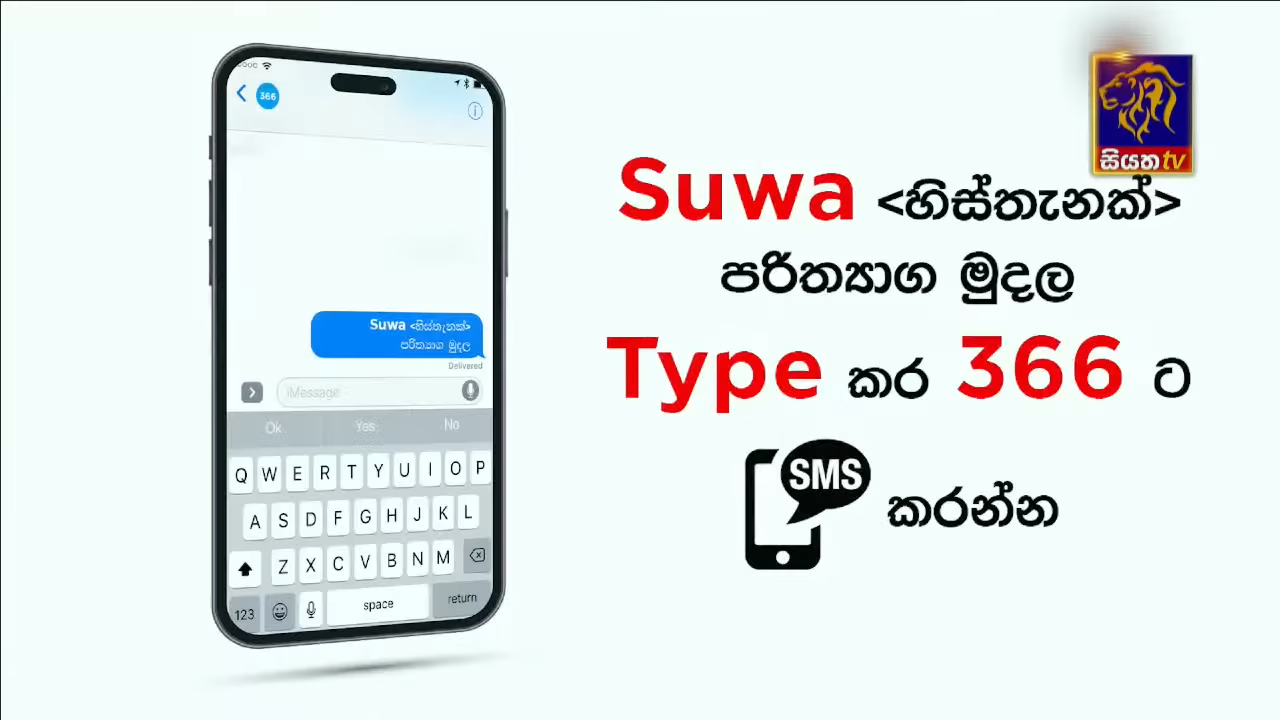 366
සියත tv
Suwa <හිස්තැනක්>
පරිත්‍යාග මුදල
Type කර 366 ට
SMS කරන්න
Suwa <හිස්තැනක්>
පරිත්‍යාග මුදල
Delivered
iMessage
Ok Yes No
Q W E R T Y U I O P
A S D F G H J K L
Z X C V B N M
123 space return